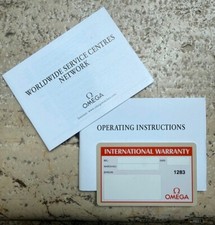 WORLDWIDE SERVICE CENTRES
NETWORK
Ω
OMEGA
OPERATING INSTRUCTIONS
INTERNATIONAL WARRANTY
1283
Ω
OMEGA